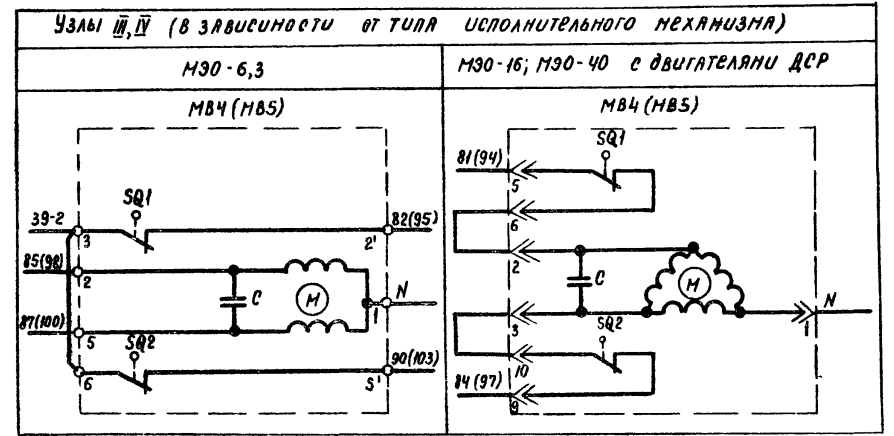 Узлы III, IV (в зависимости от типа исполнительного механизма)
МЭО-6,3
МЭО-16; МЭО-40 с двигателями ДСР
МВ4 (МВ5)
МВ4 (МВ5)
SQ1
39-2
3
82(95)
2'
85(98)
2
C
M
N
1
87(100)
5
SQ2
6
90(103)
5'
SQ1
81(94)
5
6
2
C
M
N
1
3
SQ2
10
84(97)
9